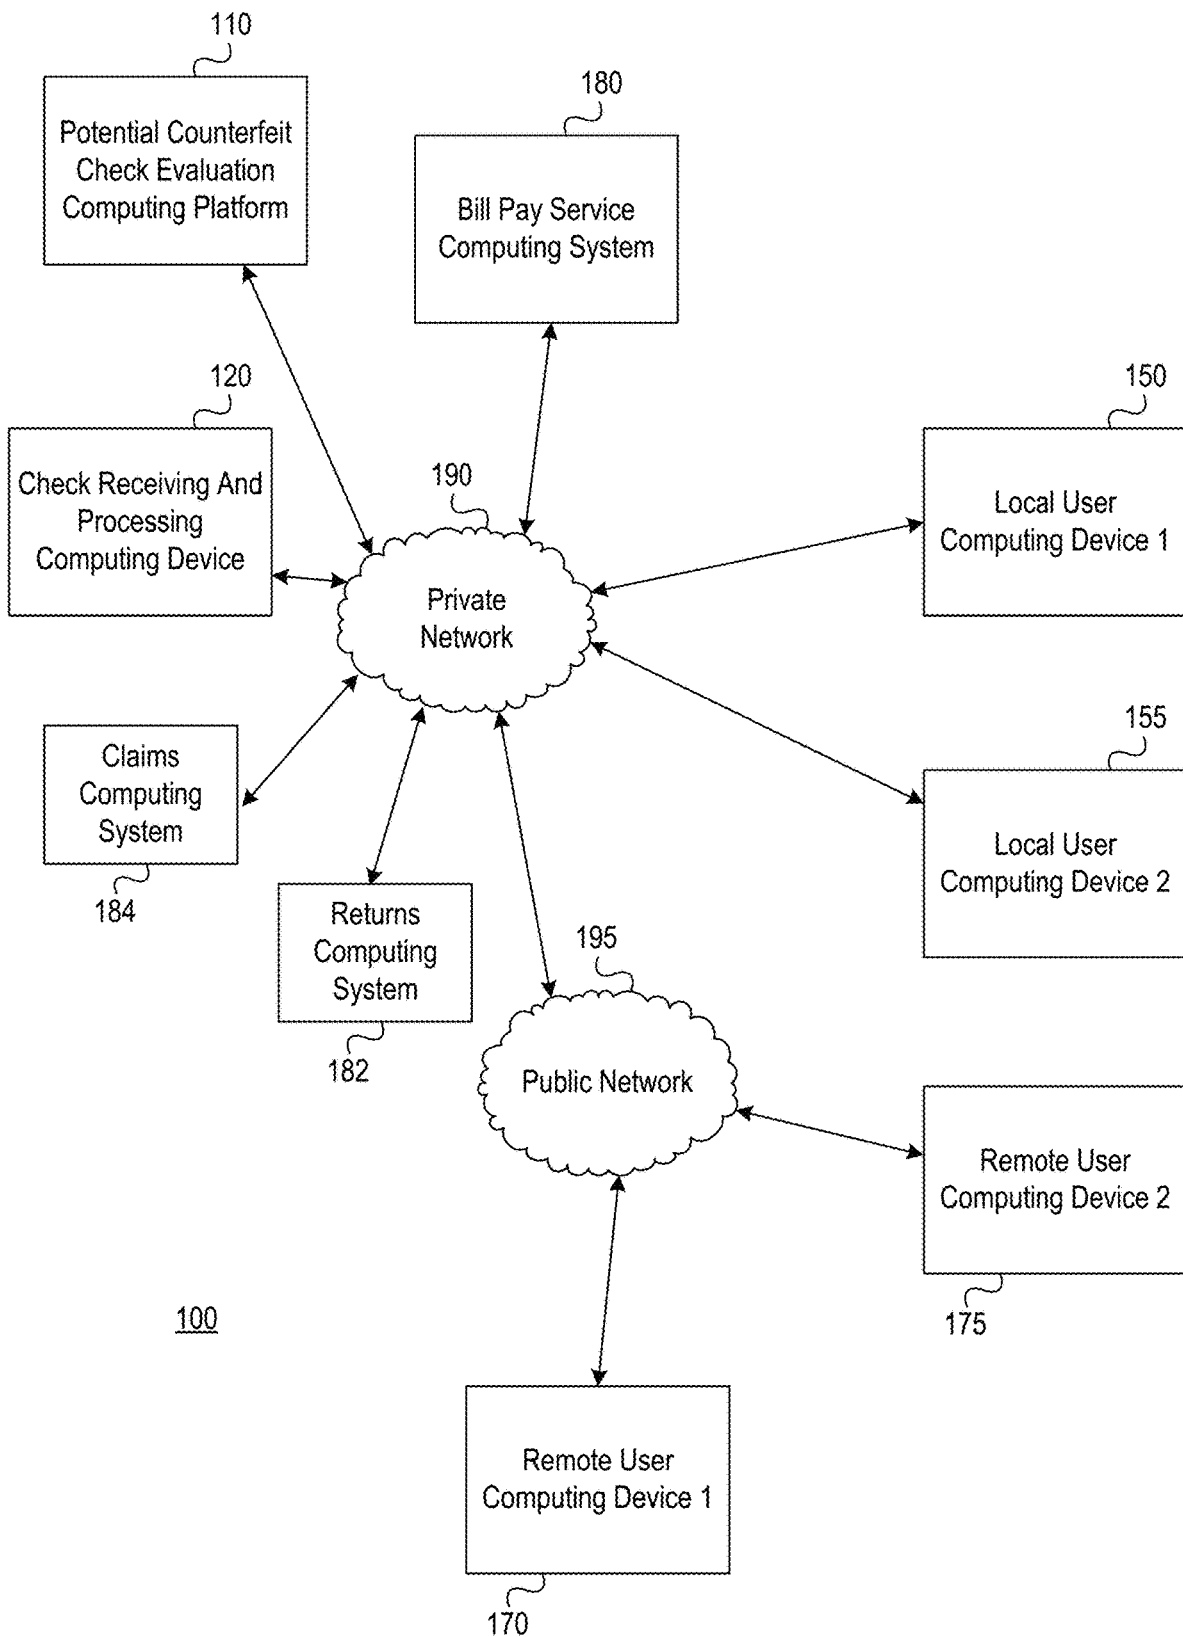 110
Potential Counterfeit
Check Evaluation
Computing Platform
180
Bill Pay Service
Computing System
120
Check Receiving And
Processing
Computing Device
190
Private
Network
150
Local User
Computing Device 1
155
Local User
Computing Device 2
Claims
Computing
System
184
Returns
Computing
System
182
195
Public Network
Remote User
Computing Device 2
175
100
Remote User
Computing Device 1
170